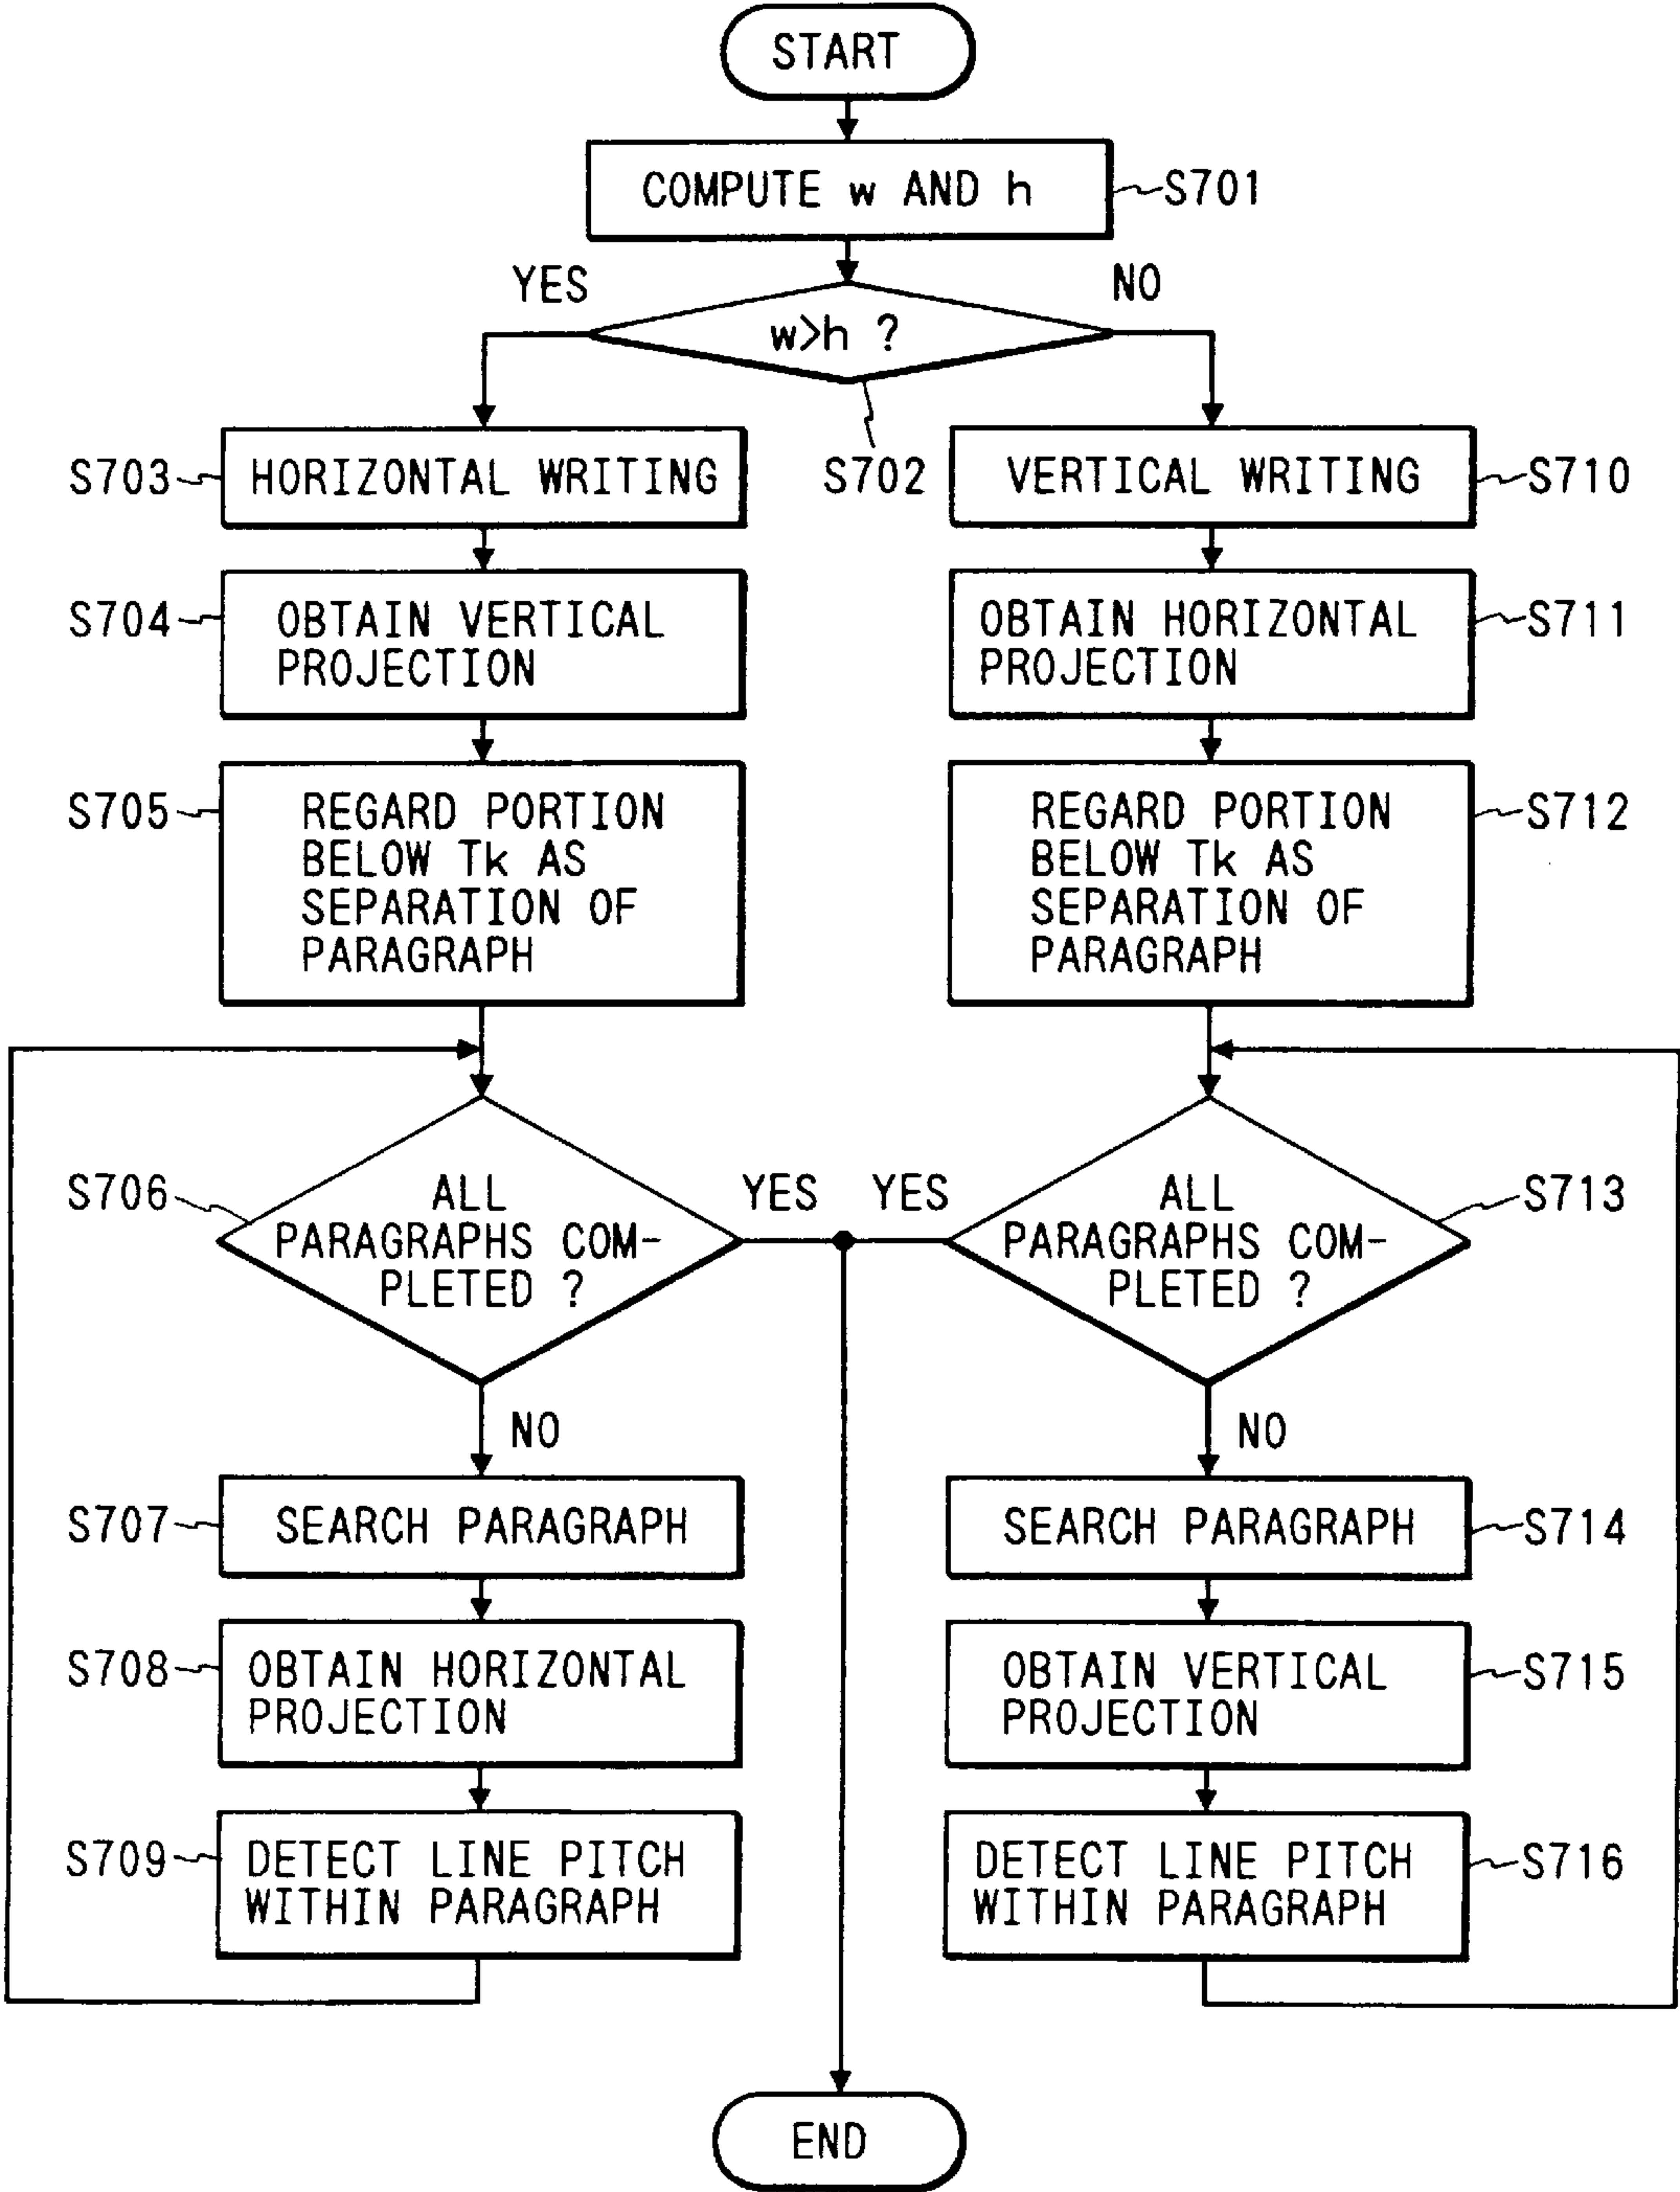 START
COMPUTE w AND h
S701
YES
NO
w>h ?
S702
S703
HORIZONTAL WRITING
S704
OBTAIN VERTICAL
PROJECTION
S705
REGARD PORTION
BELOW Tk AS
SEPARATION OF
PARAGRAPH
S706
ALL
PARAGRAPHS COM-
PLETED ?
YES
NO
S707
SEARCH PARAGRAPH
S708
OBTAIN HORIZONTAL
PROJECTION
S709
DETECT LINE PITCH
WITHIN PARAGRAPH
VERTICAL WRITING
S710
OBTAIN HORIZONTAL
PROJECTION
S711
REGARD PORTION
BELOW Tk AS
SEPARATION OF
PARAGRAPH
S712
YES
ALL
PARAGRAPHS COM-
PLETED ?
S713
NO
SEARCH PARAGRAPH
S714
OBTAIN VERTICAL
PROJECTION
S715
DETECT LINE PITCH
WITHIN PARAGRAPH
S716
END